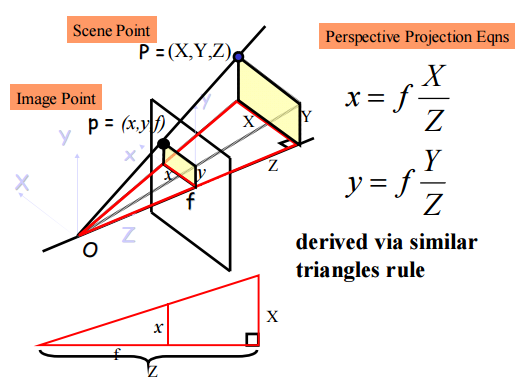 Scene Point
P = (X,Y,Z)
Perspective Projection Eqns
Image Point
p = (x,y,f)
x = f X/Z
y = f Y/Z
derived via similar
triangles rule
Y
X
Z
y
x
X
Y
Z
x
y
f
O
x
X
f
Z